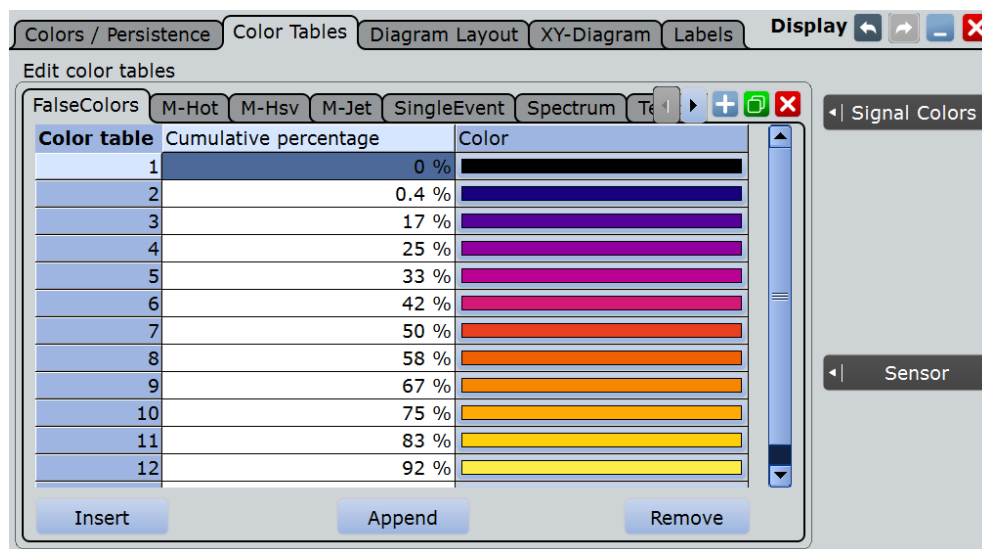 Colors / Persistence Color Tables Diagram Layout XY-Diagram Labels Display
Edit color tables
FalseColors M-Hot M-Hsv M-Jet SingleEvent Spectrum
Signal Colors
Color table Cumulative percentage Color
1 0 %
2 0.4 %
3 17 %
4 25 %
5 33 %
6 42 %
7 50 %
8 58 %
9 67 %
Sensor
10 75 %
11 83 %
12 92 %
Insert Append Remove